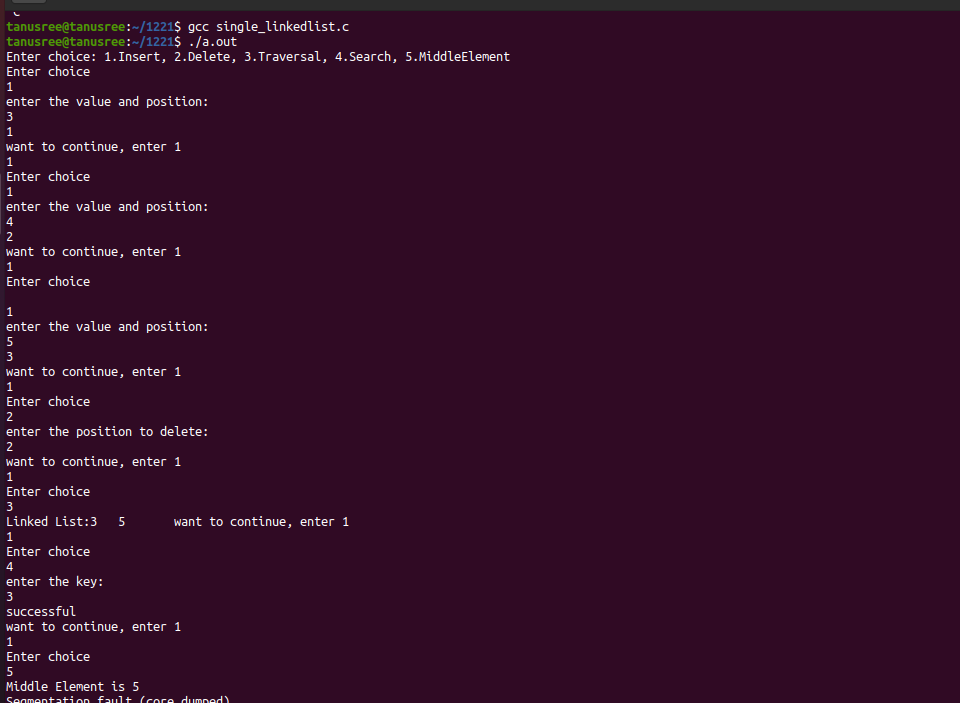 tanusree@tanusree:~/1221$ gcc single_linkedlist.c
tanusree@tanusree:~/1221$ ./a.out
Enter choice: 1.Insert, 2.Delete, 3.Traversal, 4.Search, 5.MiddleElement
Enter choice
1
enter the value and position:
3
1
want to continue, enter 1
1
Enter choice
1
enter the value and position:
4
2
want to continue, enter 1
1
Enter choice

1
enter the value and position:
5
3
want to continue, enter 1
1
Enter choice
2
enter the position to delete:
2
want to continue, enter 1
1
Enter choice
3
Linked List:3   5       want to continue, enter 1
1
Enter choice
4
enter the key:
3
successful
want to continue, enter 1
1
Enter choice
5
Middle Element is 5
Segmentation fault (core dumped)